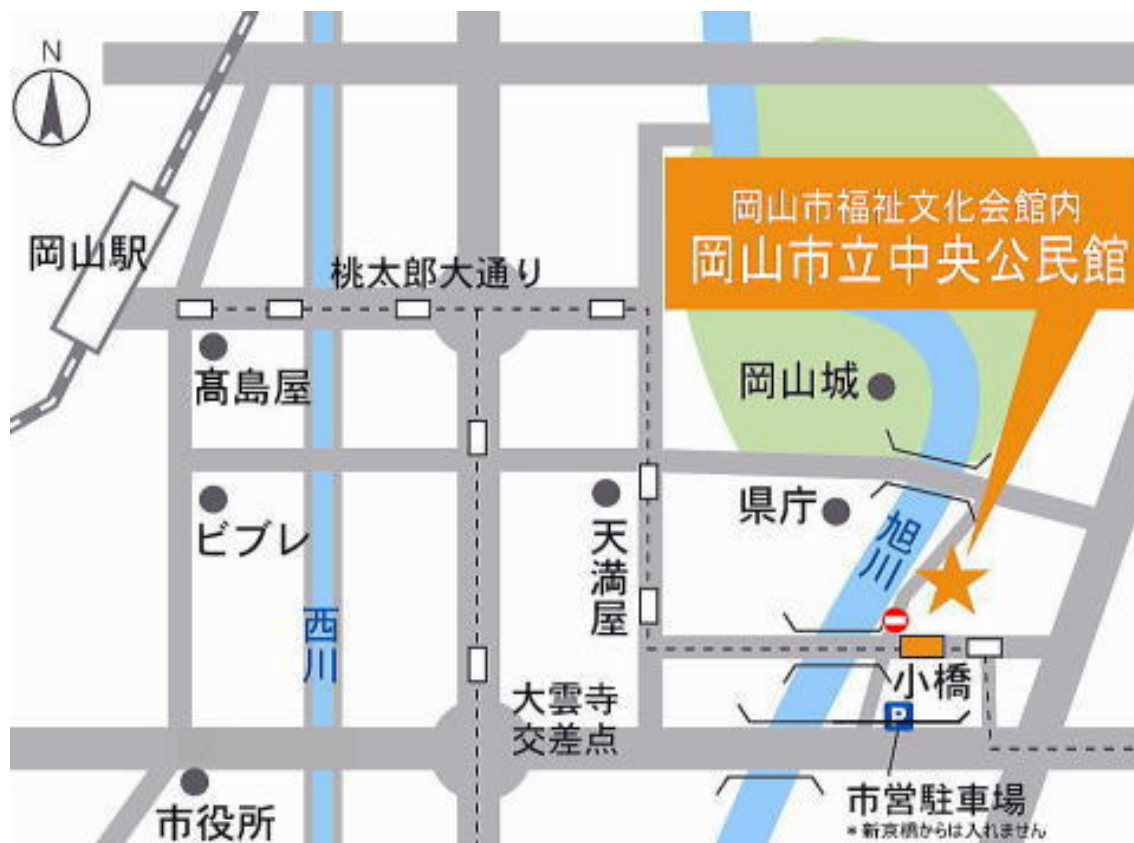 N
岡山市福祉文化会館内
岡山市立中央公民館
岡山駅
桃太郎大通り
髙島屋
岡山城
ビブレ
天満屋
県庁
旭川
西川
小橋
大雲寺
交差点
P
市役所
市営駐車場
*新京橋からは入れません